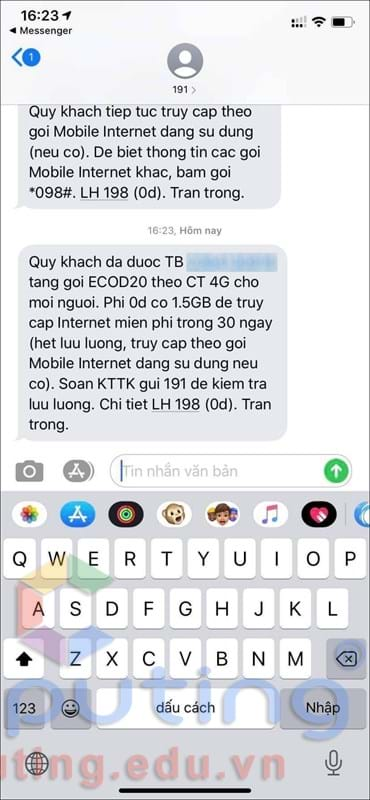 16:23
Messenger
1
191
Quy khach tiep tuc truy cap theo
goi Mobile Internet dang su dung
(neu co). De biet thong tin cac goi
Mobile Internet khac, bam goi
*098#. LH 198 (0d). Tran trong.
16:23, Hôm nay
Quy khach da duoc TB
tang goi ECOD20 theo CT 4G cho
moi nguoi. Phi 0d co 1.5GB de truy
cap Internet mien phi trong 30 ngay
(het luu luong, truy cap theo goi
Mobile Internet dang su dung neu
co). Soan KTTK gui 191 de kiem tra
luu luong. Chi tiet LH 198 (0d). Tran
trong.
Tin nhắn văn bản
Q W E R T Y U I O P
A S D F G H J K L
Z X C V B N M
123 dấu cách Nhập
puting
uting.edu.vn